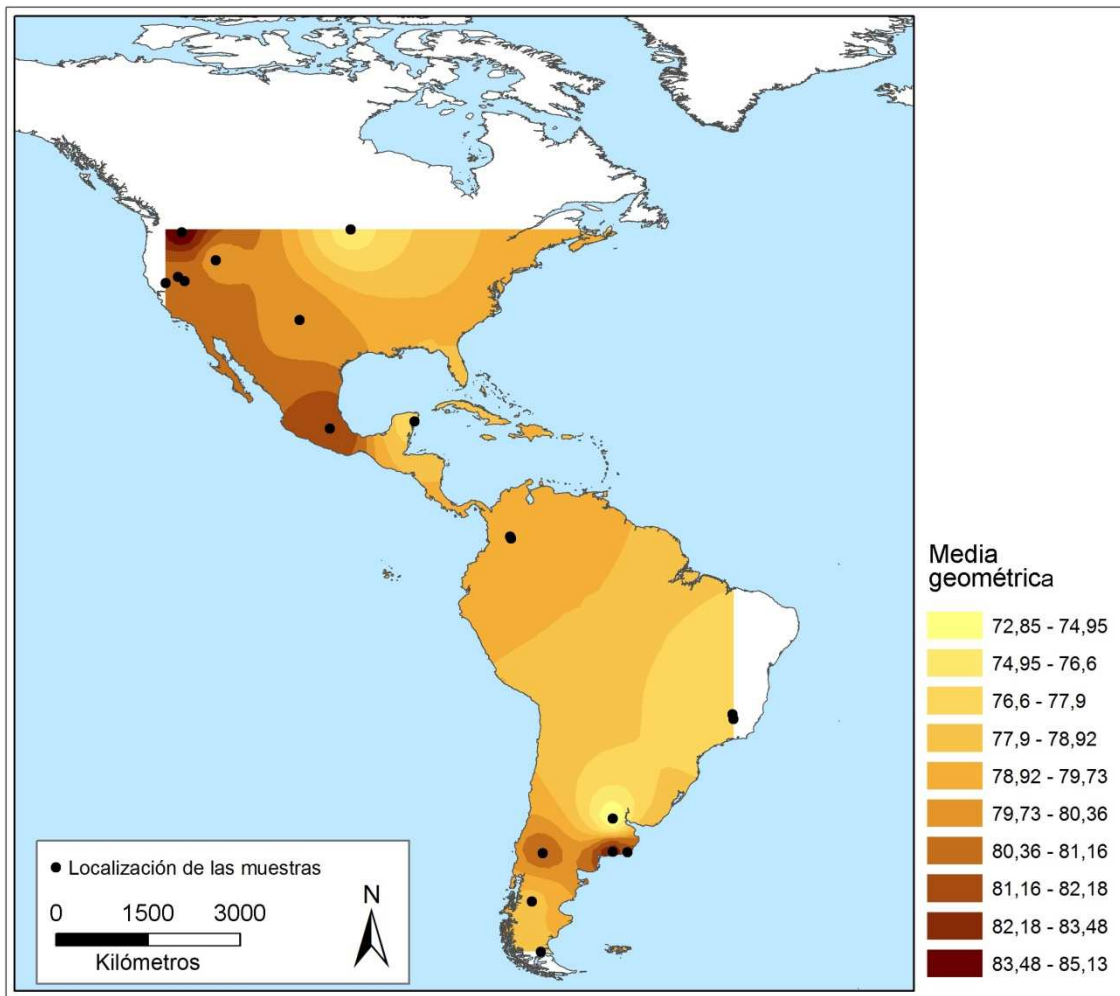 Media
geométrica
72,85 - 74,95
74,95 - 76,6
76,6 - 77,9
77,9 - 78,92
78,92 - 79,73
79,73 - 80,36
80,36 - 81,16
81,16 - 82,18
82,18 - 83,48
83,48 - 85,13
Localización de las muestras
N
0 1500 3000
Kilómetros